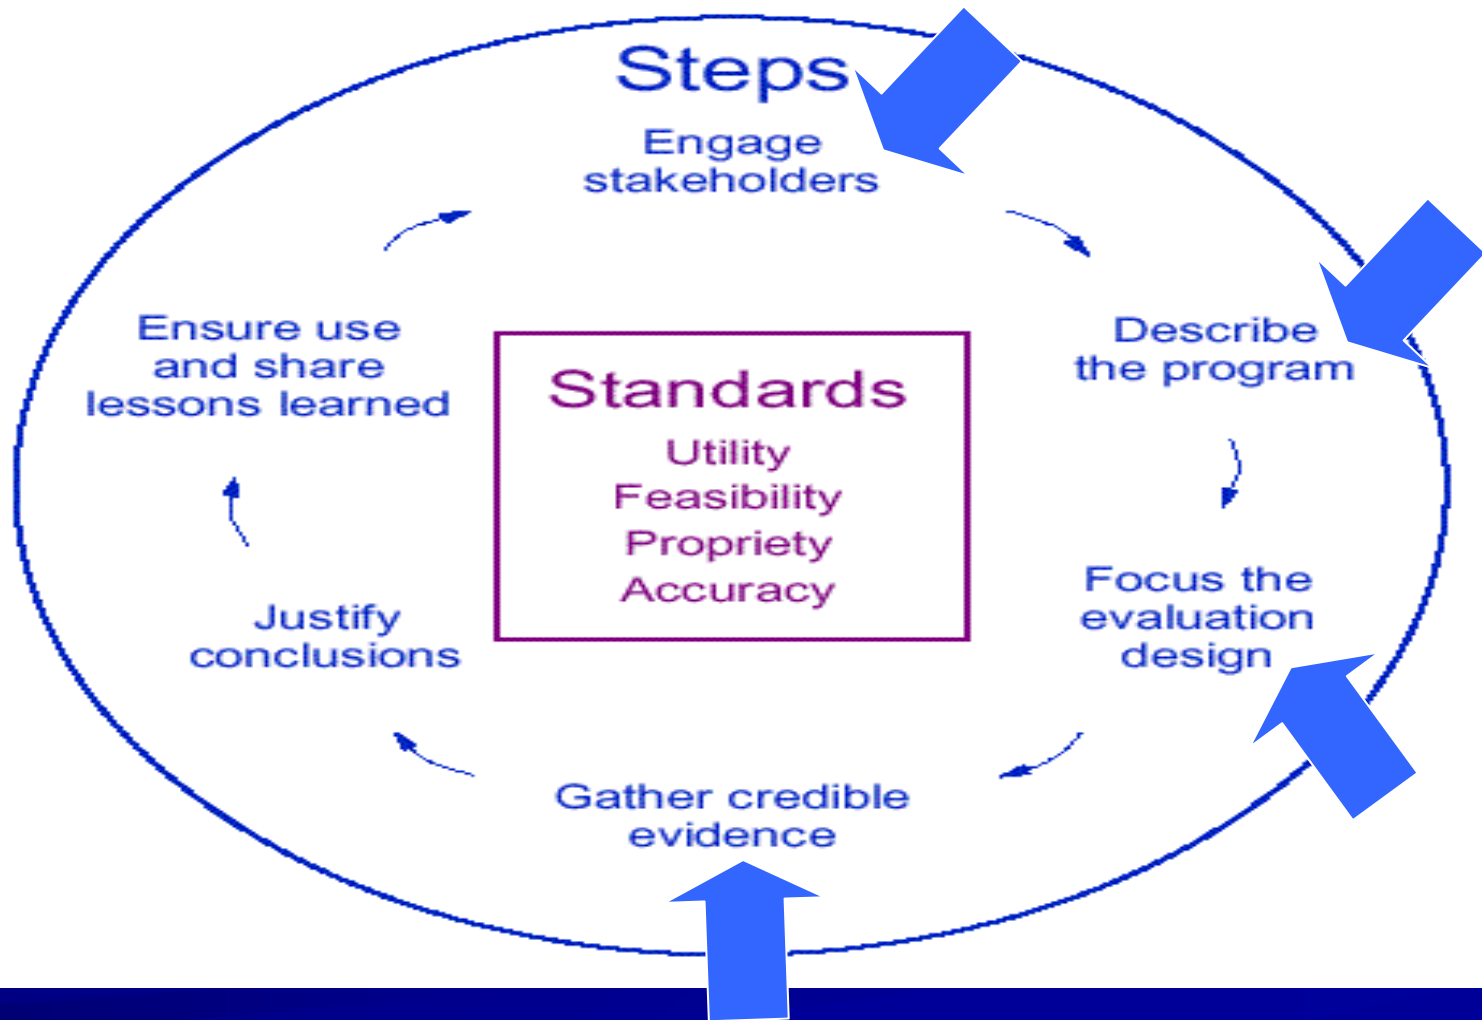 Steps
Engage
stakeholders
Describe
the program
Focus the
evaluation
design
Gather credible
evidence
Justify
conclusions
Ensure use
and share
lessons learned
Standards
Utility
Feasibility
Propriety
Accuracy